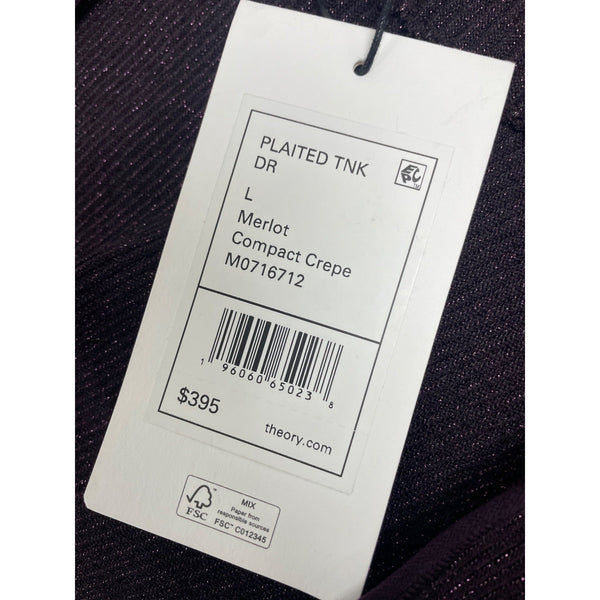 PLAITED TNK
DR
L
Merlot
Compact Crepe
M0716712
1 96060 65023 8
$395
theory.com
FSC
MIX
Paper from
responsible sources
FSC™ C012345